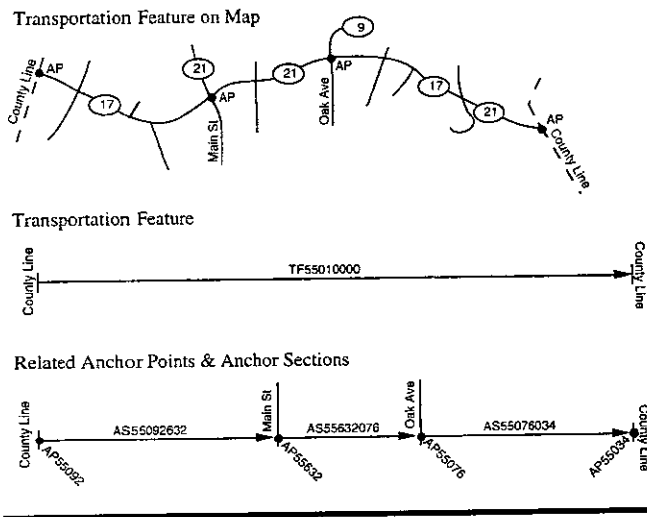 Transportation Feature on Map
9
County Line
AP
21
21
AP
17
AP
Main St
Oak Ave
17
21
AP
County Line
Transportation Feature
County Line
TF55010000
County Line
Related Anchor Points & Anchor Sections
County Line
Main St
Oak Ave
County Line
AS55092632
AS55632076
AS55076034
AP55092
AP55632
AP55076
AP55034